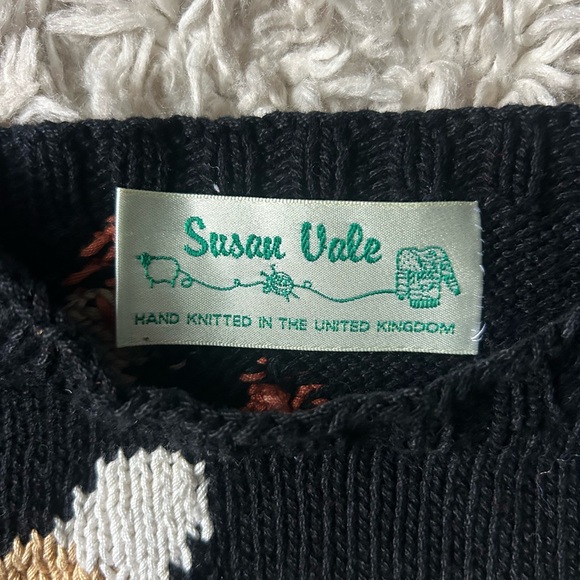 Susan Vale
HAND KNITTED IN THE UNITED KINGDOM